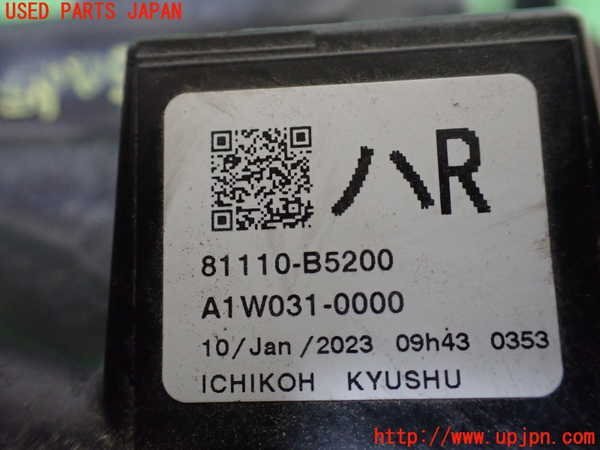 USED PARTS JAPAN
ハR
81110-B5200
A1W031-0000
10/Jan/2023 09h43 0353
ICHIKOH KYUSHU
http://www.upjpn.com/